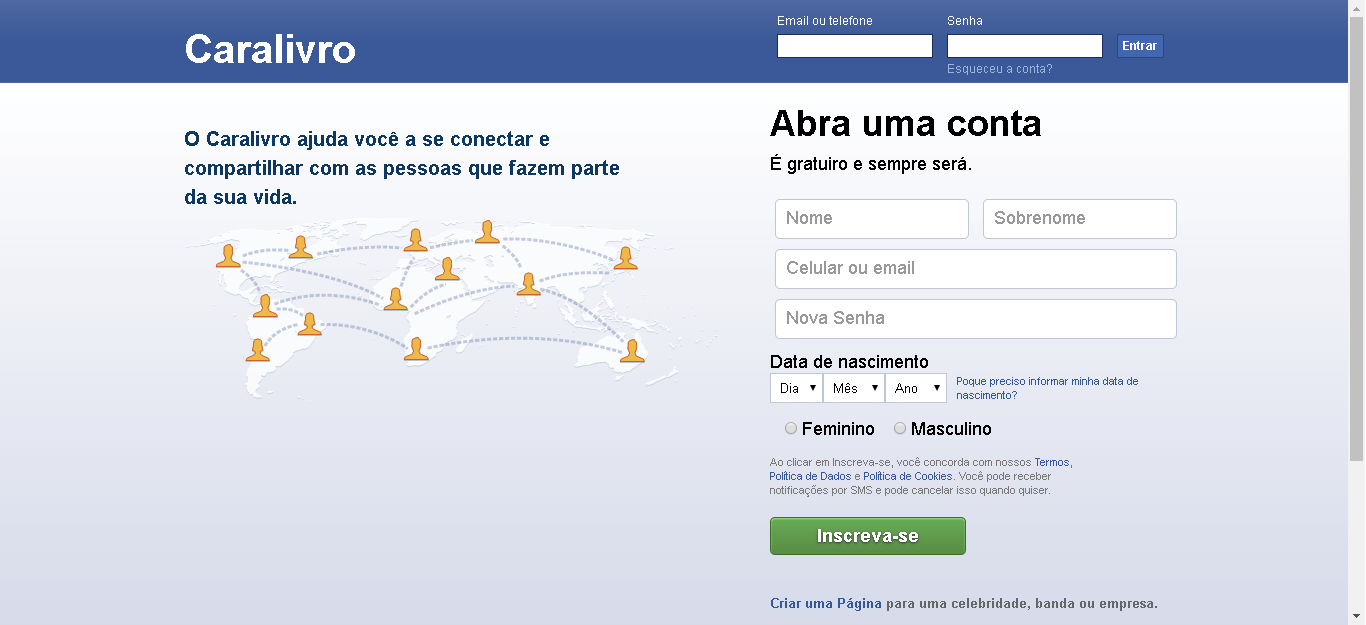 Email ou telefone
Senha
Caralivro
Entrar
Esqueceu a conta?
O Caralivro ajuda você a se conectar e
compartilhar com as pessoas que fazem parte
da sua vida.
Abra uma conta
É gratuiro e sempre será.
Nome
Sobrenome
Celular ou email
Nova Senha
Data de nascimento
Dia
Mês
Ano
Poque preciso informar minha data de
nascimento?
Feminino
Masculino
Ao clicar em Inscreva-se, você concorda com nossos Termos,
Política de Dados e Política de Cookies. Você pode receber
notificações por SMS e pode cancelar isso quando quiser.
Inscreva-se
Criar uma Página para uma celebridade, banda ou empresa.